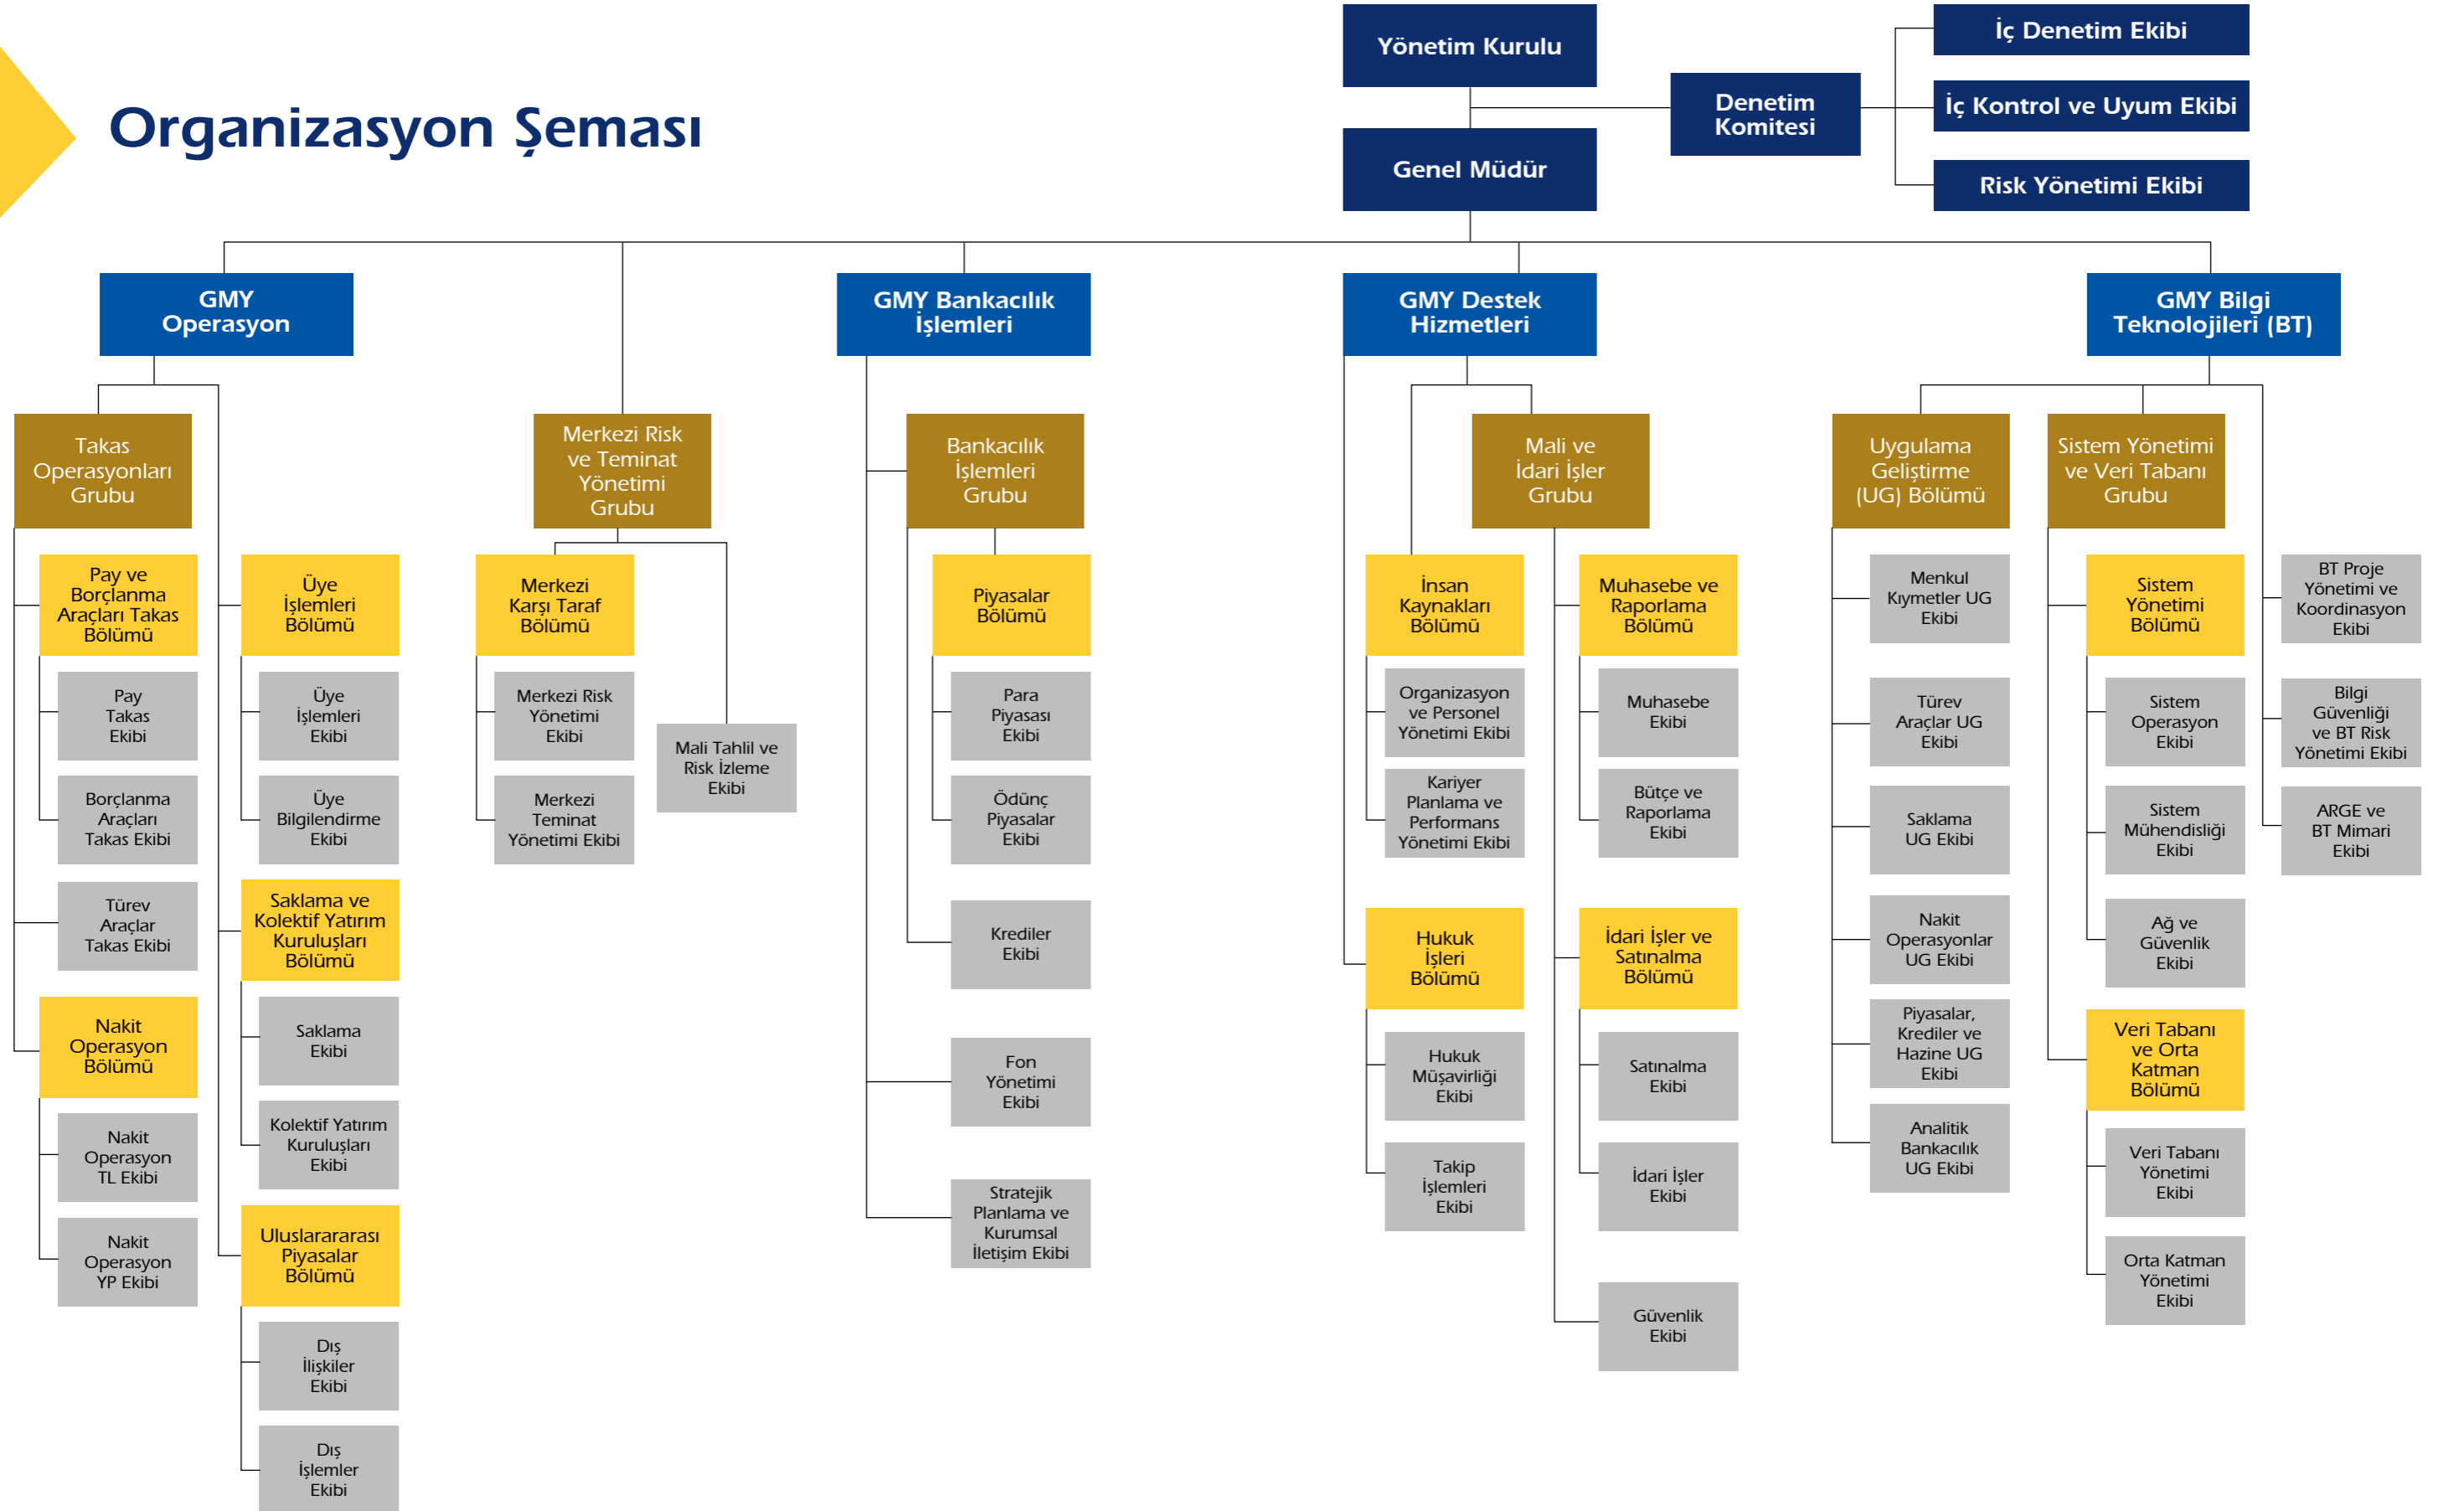 Organizasyon Şeması
Yönetim Kurulu
Genel Müdür
Denetim
Komitesi
İç Denetim Ekibi
İç Kontrol ve Uyum Ekibi
Risk Yönetimi Ekibi
GMY
Operasyon
GMY Bankacılık
İşlemleri
GMY Destek
Hizmetleri
GMY Bilgi
Teknolojileri (BT)
Takas
Operasyonları
Grubu
Merkezi Risk
ve Teminat
Yönetimi
Grubu
Bankacılık
İşlemleri
Grubu
Mali ve
İdari İşler
Grubu
Uygulama
Geliştirme
(UG) Bölümü
Sistem Yönetimi
ve Veri Tabanı
Grubu
Pay ve
Borçlanma
Araçları Takas
Bölümü
Pay
Takas
Ekibi
Borçlanma
Araçları
Takas Ekibi
Türev
Araçlar
Takas Ekibi
Nakit
Operasyon
Bölümü
Nakit
Operasyon
TL Ekibi
Nakit
Operasyon
YP Ekibi
Üye
İşlemleri
Bölümü
Üye
İşlemleri
Ekibi
Üye
Bilgilendirme
Ekibi
Saklama ve
Kolektif Yatırım
Kuruluşları
Bölümü
Saklama
Ekibi
Kolektif Yatırım
Kuruluşları
Ekibi
Uluslarararası
Piyasalar
Bölümü
Dış
İlişkiler
Ekibi
Dış
İşlemler
Ekibi
Merkezi
Karşı Taraf
Bölümü
Merkezi Risk
Yönetimi
Ekibi
Merkezi
Teminat
Yönetimi Ekibi
Mali Tahlil ve
Risk İzleme
Ekibi
Piyasalar
Bölümü
Para
Piyasası
Ekibi
Ödünç
Piyasalar
Ekibi
Krediler
Ekibi
Fon
Yönetimi
Ekibi
Stratejik
Planlama ve
Kurumsal
İletişim Ekibi
İnsan
Kaynakları
Bölümü
Organizasyon
ve Personel
Yönetimi Ekibi
Kariyer
Planlama ve
Performans
Yönetimi Ekibi
Hukuk
İşleri
Bölümü
Hukuk
Müşavirliği
Ekibi
Takip
İşlemleri
Ekibi
Muhasebe ve
Raporlama
Bölümü
Muhasebe
Ekibi
Bütçe ve
Raporlama
Ekibi
İdari İşler ve
Satınalma
Bölümü
Satınalma
Ekibi
İdari İşler
Ekibi
Güvenlik
Ekibi
Menkul
Kıymetler UG
Ekibi
Türev
Araçlar UG
Ekibi
Saklama
UG Ekibi
Nakit
Operasyonlar
UG Ekibi
Piyasalar,
Krediler ve
Hazine UG
Ekibi
Analitik
Bankacılık
UG Ekibi
Sistem
Yönetimi
Bölümü
Sistem
Operasyon
Ekibi
Sistem
Mühendisliği
Ekibi
Ağ ve
Güvenlik
Ekibi
Veri Tabanı
ve Orta
Katman
Bölümü
Veri Tabanı
Yönetimi
Ekibi
Orta Katman
Yönetimi
Ekibi
BT Proje
Yönetimi ve
Koordinasyon
Ekibi
Bilgi
Güvenliği
ve BT Risk
Yönetimi Ekibi
ARGE ve
BT Mimari
Ekibi